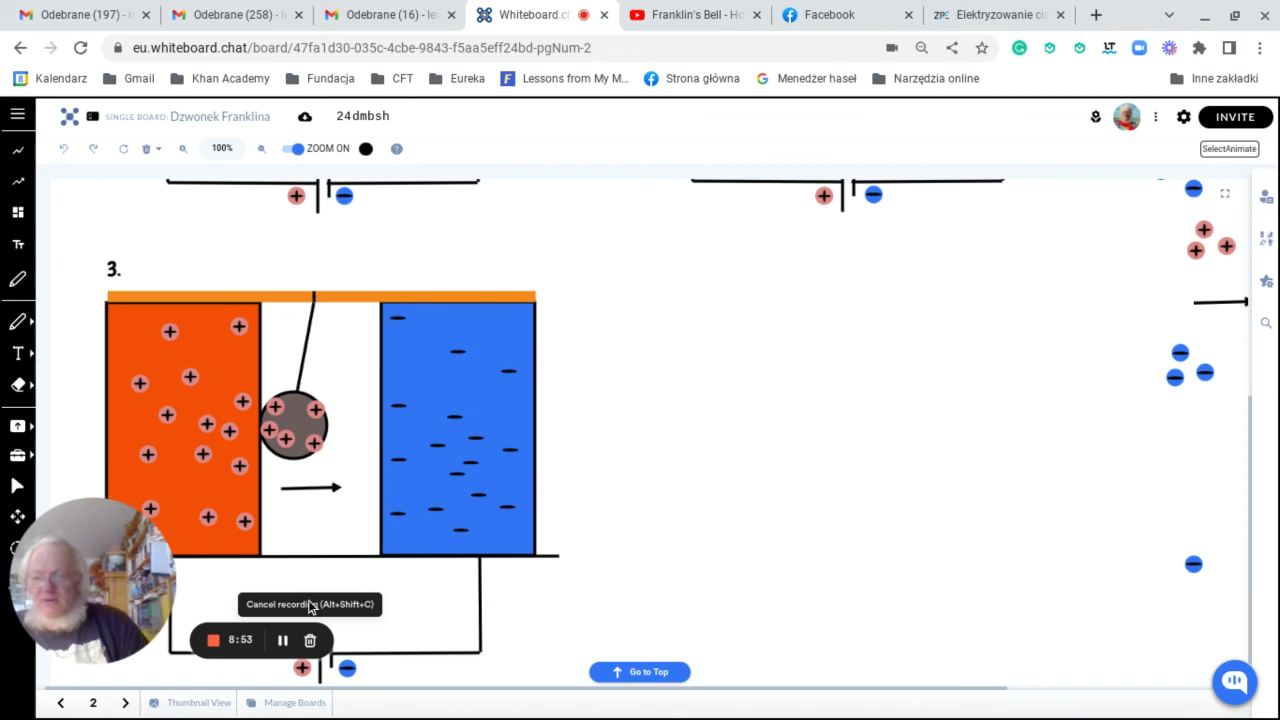 Odebrane (197) - n
Odebrane (258) - l
Odebrane (16) - lec
Whiteboard.ch
Franklin's Bell - Ho
Facebook
Elektryzowanie cia
eu.whiteboard.chat/board/47fa1d30-035c-4cbe-9843-f5aa5eff24bd-pgNum-2
Kalendarz
Gmail
Khan Academy
Fundacja
CFT
Eureka
Lessons from My M...
Strona główna
Menedżer haseł
Narzędzia online
Inne zakładki
SINGLE BOARD: Dzwonek Franklina
24dmbsh
INVITE
100%
ZOOM ON
SelectAnimate
3.
Cancel recording (Alt+Shift+C)
8:53
Go to Top
2
Thumbnail View
Manage Boards